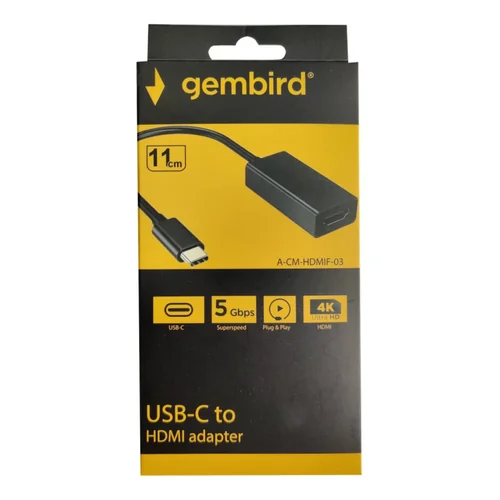 gembird®
11cm
A-CM-HDMIF-03
5 Gbps
4K
Ultra HD
USB-C
Superspeed
Plug & Play
HDMI
USB-C to
HDMI adapter